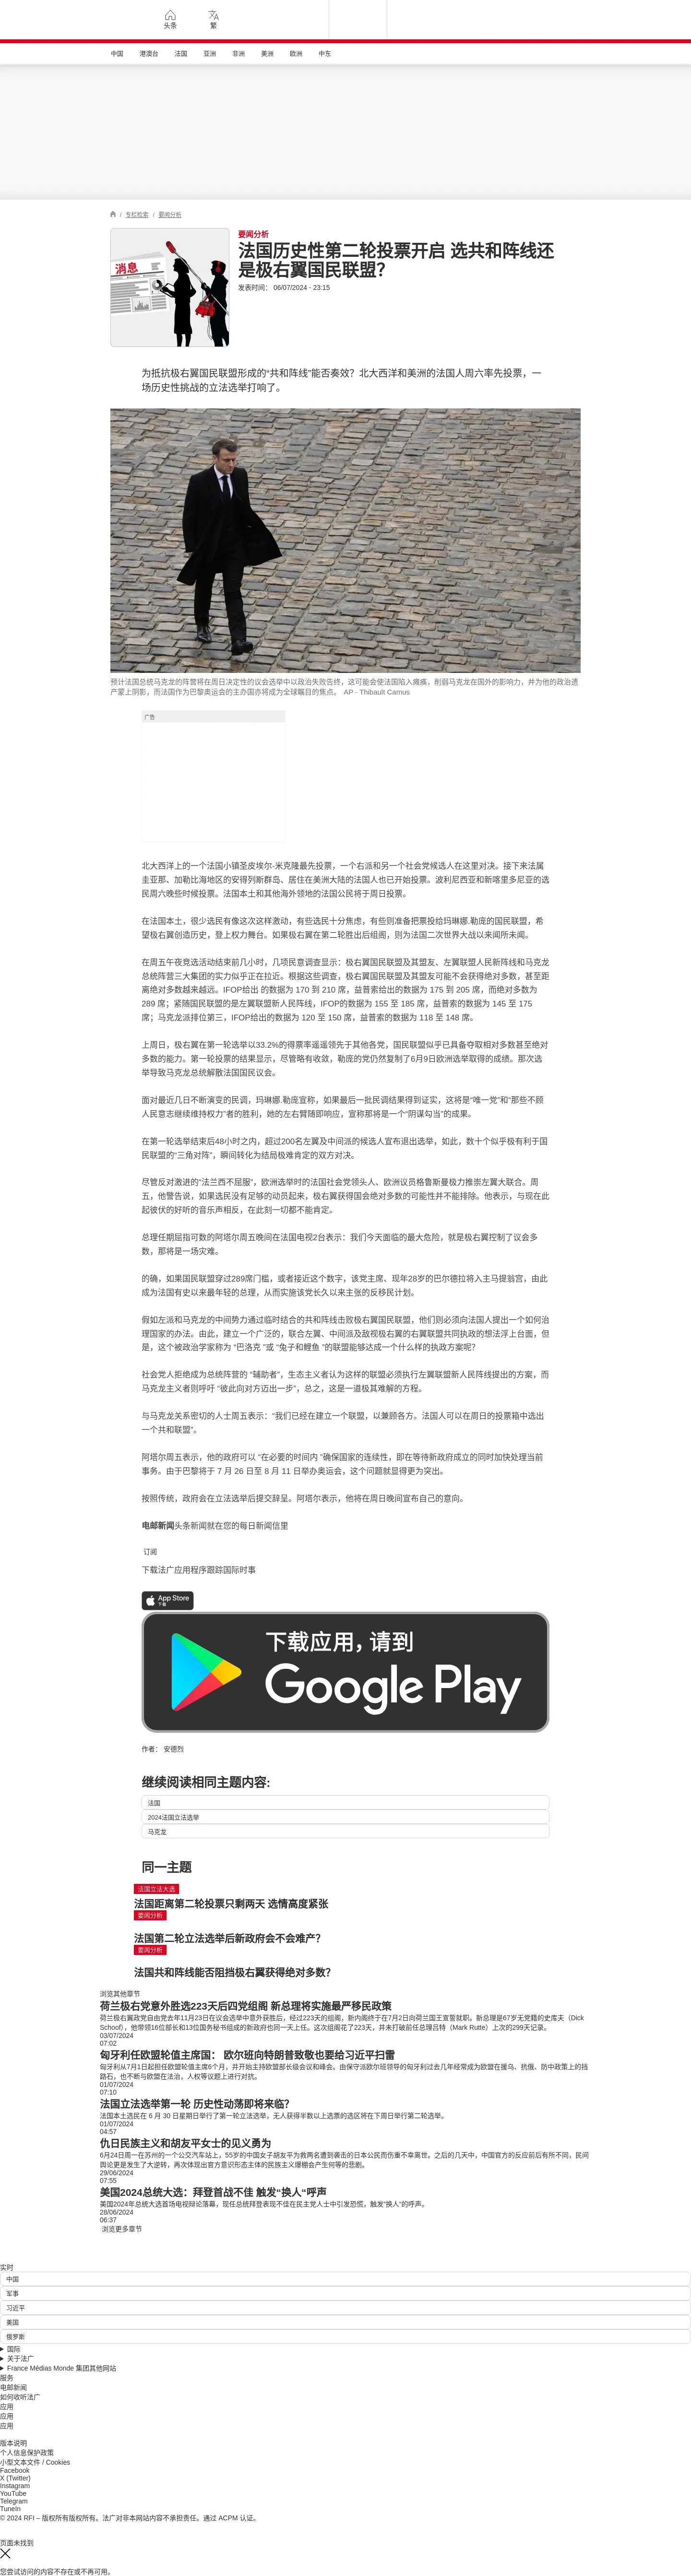 头条
繁
中国 港澳台 法国 亚洲 非洲 美洲 欧洲 中东
/ 专栏检索 / 要闻分析
消息
要闻分析
法国历史性第二轮投票开启 选共和阵线还
是极右翼国民联盟?
发表时间： 06/07/2024 - 23:15
为抵抗极右翼国民联盟形成的“共和阵线”能否奏效？北大西洋和美洲的法国人周六率先投票，一
场历史性挑战的立法选举打响了。
预计法国总统马克龙的阵营将在周日决定性的议会选举中以政治失败告终，这可能会使法国陷入瘫痪，削弱马克龙在国外的影响力，并为他的政治遗
产蒙上阴影，而法国作为巴黎奥运会的主办国亦将成为全球瞩目的焦点。 AP - Thibault Camus
广告
北大西洋上的一个法国小镇圣皮埃尔-米克隆最先投票，一个右派和另一个社会党候选人在这里对决。接下来法属
圭亚那、加勒比海地区的安得列斯群岛、居住在美洲大陆的法国人也已开始投票。波利尼西亚和新喀里多尼亚的选
民周六晚些时候投票。法国本土和其他海外领地的法国公民将于周日投票。
在法国本土，很少选民有像这次这样激动，有些选民十分焦虑，有些则准备把票投给玛琳娜.勒庞的国民联盟，希
望极右翼创造历史，登上权力舞台。如果极右翼在第二轮胜出后组阁，则为法国二次世界大战以来闻所未闻。
在周五午夜竞选活动结束前几小时，几项民意调查显示：极右翼国民联盟及其盟友、左翼联盟人民新阵线和马克龙
总统阵营三大集团的实力似乎正在拉近。根据这些调查，极右翼国民联盟及其盟友可能不会获得绝对多数，甚至距
离绝对多数越来越远。IFOP给出 的数据为 170 到 210 席，益普索给出的数据为 175 到 205 席，而绝对多数为
289 席；紧随国民联盟的是左翼联盟新人民阵线，IFOP的数据为 155 至 185 席，益普索的数据为 145 至 175
席；马克龙派排位第三，IFOP给出的数据为 120 至 150 席，益普索的数据为 118 至 148 席。
上周日，极右翼在第一轮选举以33.2%的得票率遥遥领先于其他各党，国民联盟似乎已具备夺取相对多数甚至绝对
多数的能力。第一轮投票的结果显示，尽管略有收敛，勒庞的党仍然复制了6月9日欧洲选举取得的成绩。那次选
举导致马克龙总统解散法国国民议会。
面对最近几日不断演变的民调，玛琳娜.勒庞宣称，如果最后一批民调结果得到证实，这将是“唯一党”和“那些不顾
人民意志继续维持权力”者的胜利，她的左右臂随即响应，宣称那将是一个“阴谋勾当”的成果。
在第一轮选举结束后48小时之内，超过200名左翼及中间派的候选人宣布退出选举，如此，数十个似乎极有利于国
民联盟的“三角对阵”，瞬间转化为结局极难肯定的双方对决。
尽管反对激进的“法兰西不屈服”，欧洲选举时的法国社会党领头人、欧洲议员格鲁斯曼极力推崇左翼大联合。周
五，他警告说，如果选民没有足够的动员起来，极右翼获得国会绝对多数的可能性并不能排除。他表示，与现在此
起彼伏的好听的音乐声相反，在此刻一切都不能肯定。
总理任期屈指可数的阿塔尔周五晚间在法国电视2台表示：我们今天面临的最大危险，就是极右翼控制了议会多
数，那将是一场灾难。
的确，如果国民联盟穿过289席门槛，或者接近这个数字，该党主席、现年28岁的巴尔德拉将入主马提翁宫，由此
成为法国有史以来最年轻的总理，从而实施该党长久以来主张的反移民计划。
假如左派和马克龙的中间势力通过临时结合的共和阵线击败极右翼国民联盟，他们则必须向法国人提出一个如何治
理国家的办法。由此，建立一个广泛的，联合左翼、中间派及敌视极右翼的右翼联盟共同执政的想法浮上台面，但
是，这个被政治学家称为 “巴洛克 ”或 “兔子和鲤鱼 ”的联盟能够达成一个什么样的执政方案呢?
社会党人拒绝成为总统阵营的 “辅助者”，生态主义者认为这样的联盟必须执行左翼联盟新人民阵线提出的方案，而
马克龙主义者则呼吁 “彼此向对方迈出一步”，总之，这是一道极其难解的方程。
与马克龙关系密切的人士周五表示：“我们已经在建立一个联盟，以兼顾各方。法国人可以在周日的投票箱中选出
一个共和联盟”。
阿塔尔周五表示，他的政府可以 “在必要的时间内 ”确保国家的连续性，即在等待新政府成立的同时加快处理当前
事务。由于巴黎将于 7 月 26 日至 8 月 11 日举办奥运会，这个问题就显得更为突出。
按照传统，政府会在立法选举后提交辞呈。阿塔尔表示，他将在周日晚间宣布自己的意向。
电邮新闻头条新闻就在您的每日新闻信里
订阅
下载法广应用程序跟踪国际时事
App Store
下载
下载应用，请到
Google Play
作者： 安德烈
继续阅读相同主题内容:
法国
2024法国立法选举
马克龙
同一主题
法国立法大选
法国距离第二轮投票只剩两天 选情高度紧张
要闻分析
法国第二轮立法选举后新政府会不会难产？
要闻分析
法国共和阵线能否阻挡极右翼获得绝对多数？
浏览其他章节
荷兰极右党意外胜选223天后四党组阁 新总理将实施最严移民政策
荷兰极右翼政党自由党去年11月23日在议会选举中意外获胜后，经过223天的组阁，新内阁终于在7月2日向荷兰国王宣誓就职。新总理是67岁无党籍的史库夫（Dick
Schoof），他带领16位部长和13位国务秘书组成的新政府也同一天上任。这次组阁花了223天，并未打破前任总理吕特（Mark Rutte）上次的299天记录。
03/07/2024
07:02
匈牙利任欧盟轮值主席国： 欧尔班向特朗普致敬也要给习近平扫雷
匈牙利从7月1日起担任欧盟轮值主席6个月，并开始主持欧盟部长级会议和峰会。由保守派欧尔班领导的匈牙利过去几年经常成为欧盟在援乌、抗俄、防中政策上的挡
路石，也不断与欧盟在法治，人权等议题上进行对抗。
01/07/2024
07:10
法国立法选举第一轮 历史性动荡即将来临?
法国本土选民在 6 月 30 日星期日举行了第一轮立法选举，无人获得半数以上选票的选区将在下周日举行第二轮选举。
01/07/2024
04:57
仇日民族主义和胡友平女士的见义勇为
6月24日周一在苏州的一个公交汽车站上，55岁的中国女子胡友平为救两名遭到袭击的日本公民而伤重不幸离世。之后的几天中，中国官方的反应前后有所不同，民间
舆论更是发生了大逆转，再次体现出官方意识形态主体的民族主义爆棚会产生何等的悲剧。
29/06/2024
07:55
美国2024总统大选：拜登首战不佳 触发“换人”呼声
美国2024年总统大选首场电视辩论落幕，现任总统拜登表现不佳在民主党人士中引发恐慌，触发“换人”的呼声。
28/06/2024
06:37
浏览更多章节
实时
中国
军事
习近平
美国
俄罗斯
国际
关于法广
France Médias Monde 集团其他网站
服务
电邮新闻
如何收听法广
应用
应用
应用
版本说明
个人信息保护政策
小型文本文件 / Cookies
Facebook
X (Twitter)
Instagram
YouTube
Telegram
TuneIn
© 2024 RFI – 版权所有版权所有。法广对非本网站内容不承担责任。通过 ACPM 认证。
页面未找到
您尝试访问的内容不存在或不再可用。